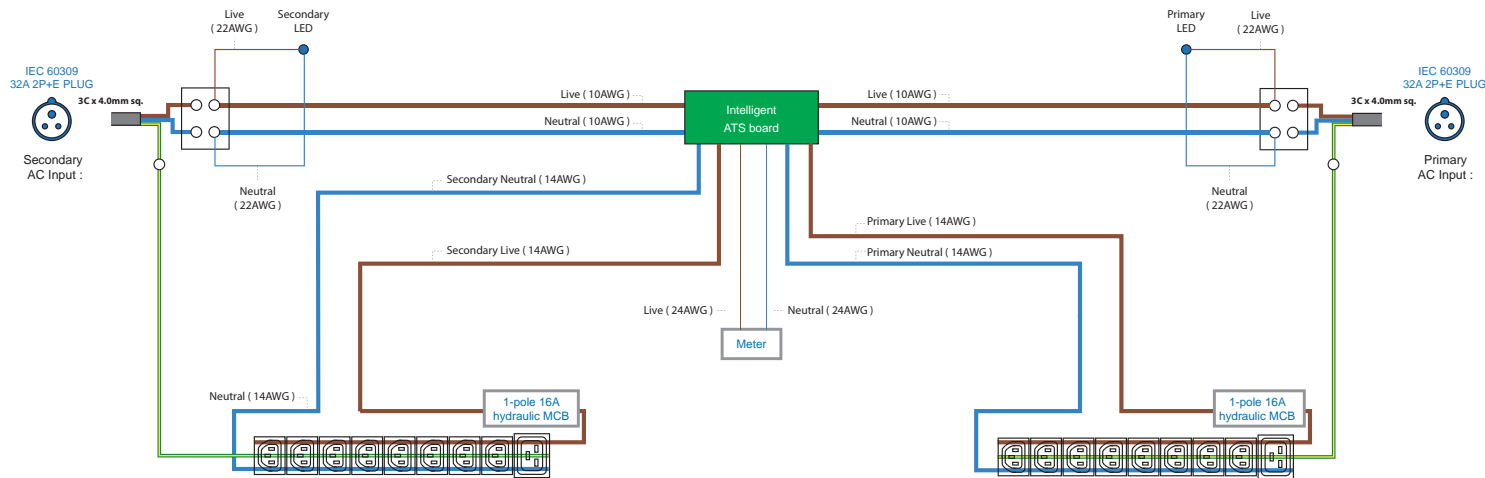 Live
( 22AWG )
Secondary
LED
Primary
LED
Live
( 22AWG )
IEC 60309
32A 2P+E PLUG
3C x 4.0mm sq.
Secondary
AC Input :
Live ( 10AWG )
Neutral ( 10AWG )
Intelligent
ATS board
Live ( 10AWG )
Neutral ( 10AWG )
3C x 4.0mm sq.
IEC 60309
32A 2P+E PLUG
Primary
AC Input :
Neutral
( 22AWG )
Secondary Neutral ( 14AWG )
Neutral
( 22AWG )
Primary Live ( 14AWG )
Secondary Live ( 14AWG )
Primary Neutral ( 14AWG )
Live ( 24AWG )
Neutral ( 24AWG )
Meter
Neutral ( 14AWG )
1-pole 16A
hydraulic MCB
1-pole 16A
hydraulic MCB